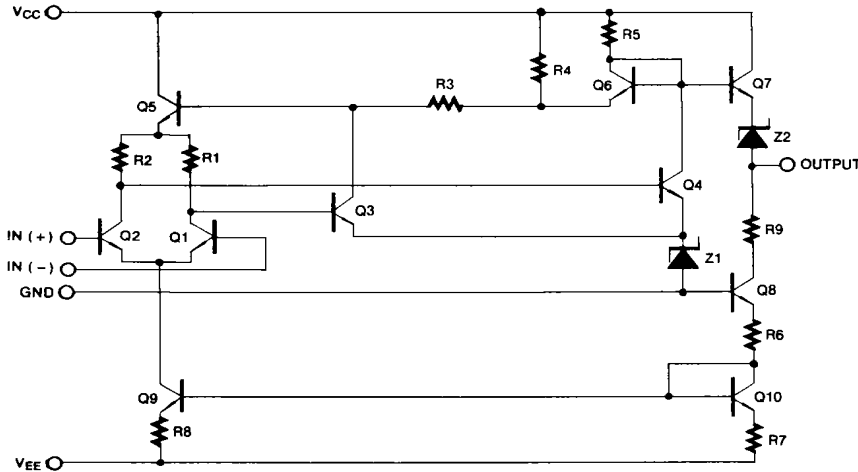 VCC
R5
R4
R3
Q6
Q7
Q5
Z2
R2
R1
OUTPUT
Q4
Q3
IN (+)
Q2
Q1
R9
IN (−)
Z1
GND
Q8
R6
Q9
Q10
R8
R7
VEE